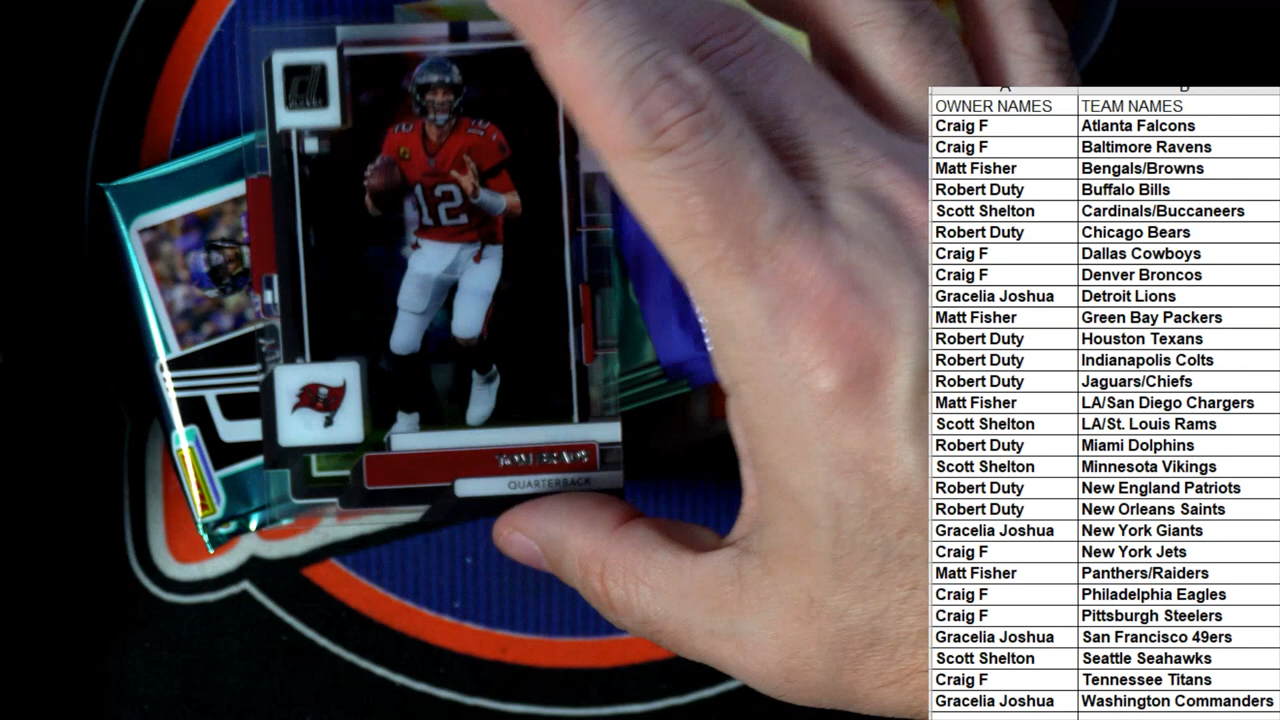 12
12
TOM BRADY
QUARTERBACK
A B
OWNER NAMES TEAM NAMES
Craig F Atlanta Falcons
Craig F Baltimore Ravens
Matt Fisher Bengals/Browns
Robert Duty Buffalo Bills
Scott Shelton Cardinals/Buccaneers
Robert Duty Chicago Bears
Craig F Dallas Cowboys
Craig F Denver Broncos
Gracelia Joshua Detroit Lions
Matt Fisher Green Bay Packers
Robert Duty Houston Texans
Robert Duty Indianapolis Colts
Robert Duty Jaguars/Chiefs
Matt Fisher LA/San Diego Chargers
Scott Shelton LA/St. Louis Rams
Robert Duty Miami Dolphins
Scott Shelton Minnesota Vikings
Robert Duty New England Patriots
Robert Duty New Orleans Saints
Gracelia Joshua New York Giants
Craig F New York Jets
Matt Fisher Panthers/Raiders
Craig F Philadelphia Eagles
Craig F Pittsburgh Steelers
Gracelia Joshua San Francisco 49ers
Scott Shelton Seattle Seahawks
Craig F Tennessee Titans
Gracelia Joshua Washington Commanders